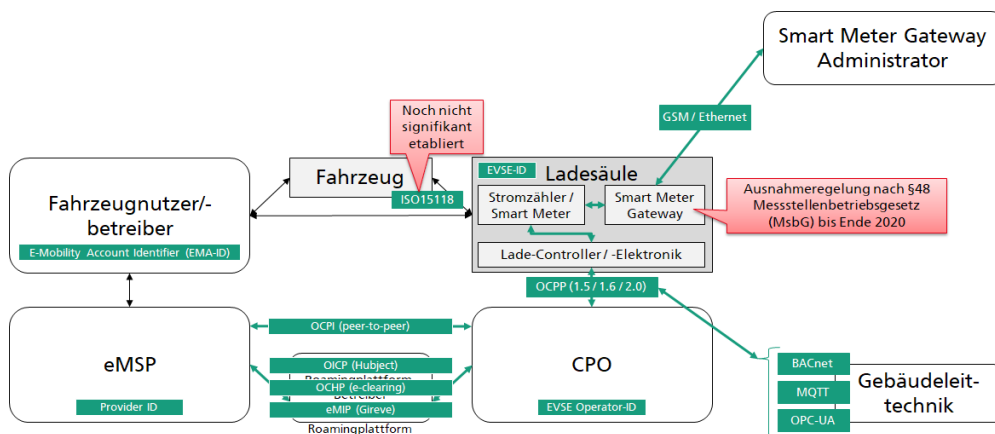 Smart Meter Gateway
Administrator
GSM / Ethernet
Noch nicht
signifikant
etabliert
Fahrzeug
ISO15118
EVSE-ID
Ladesäule
Stromzähler /
Smart Meter
Smart Meter
Gateway
Lade-Controller / -Elektronik
Ausnahmeregelung nach §48
Messstellenbetriebsgesetz
(MsbG) bis Ende 2020
Fahrzeugnutzer/-
betreiber
E-Mobility Account Identifier (EMA-ID)
OCPP (1.5 / 1.6 / 2.0)
eMSP
Provider ID
OCPI (peer-to-peer)
OICP (Hubject)
Roamingplattform
OCHP (e-clearing)
Betreiber
eMIP (Gireve)
Roamingplattform
CPO
EVSE Operator-ID
BACnet
MQTT
OPC-UA
Gebäudeleit-
technik